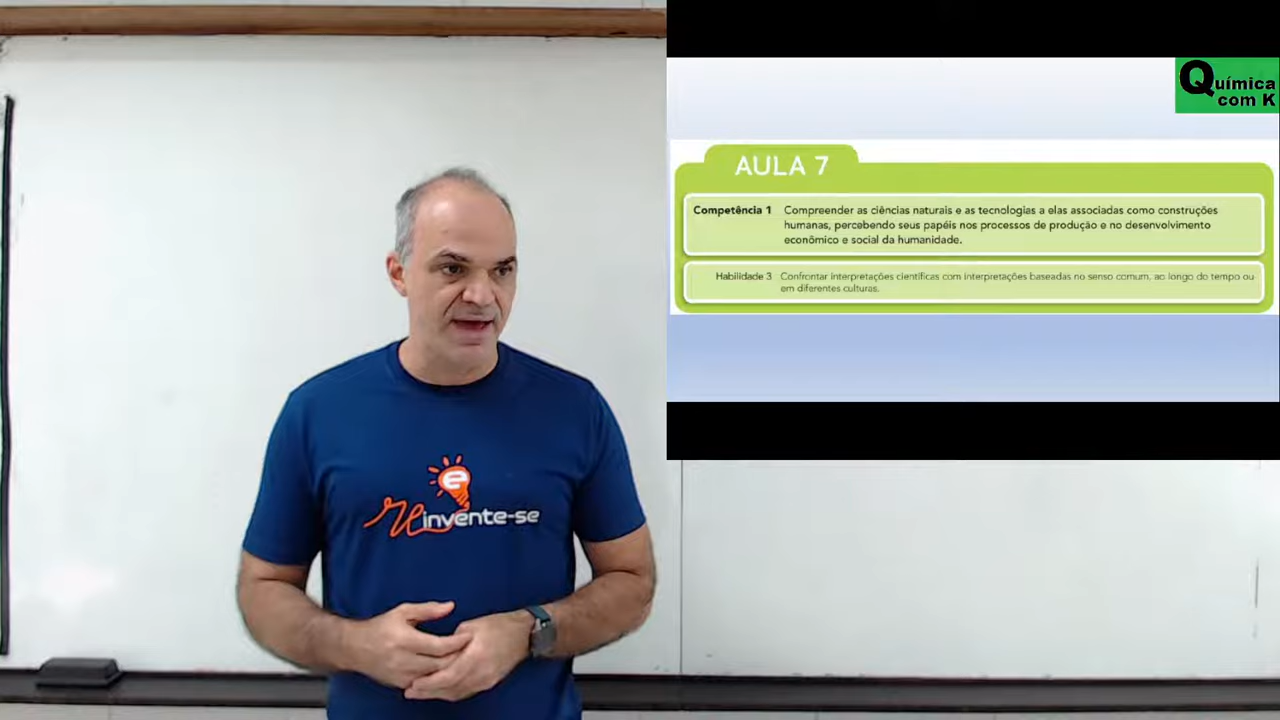 Química
com K
AULA 7
Competência 1 Compreender as ciências naturais e as tecnologias a elas associadas como construções
humanas, percebendo seus papéis nos processos de produção e no desenvolvimento
econômico e social da humanidade.
Habilidade 3 Confrontar interpretações científicas com interpretações baseadas no senso comum, ao longo do tempo ou
em diferentes culturas.
e
Reinvente-se